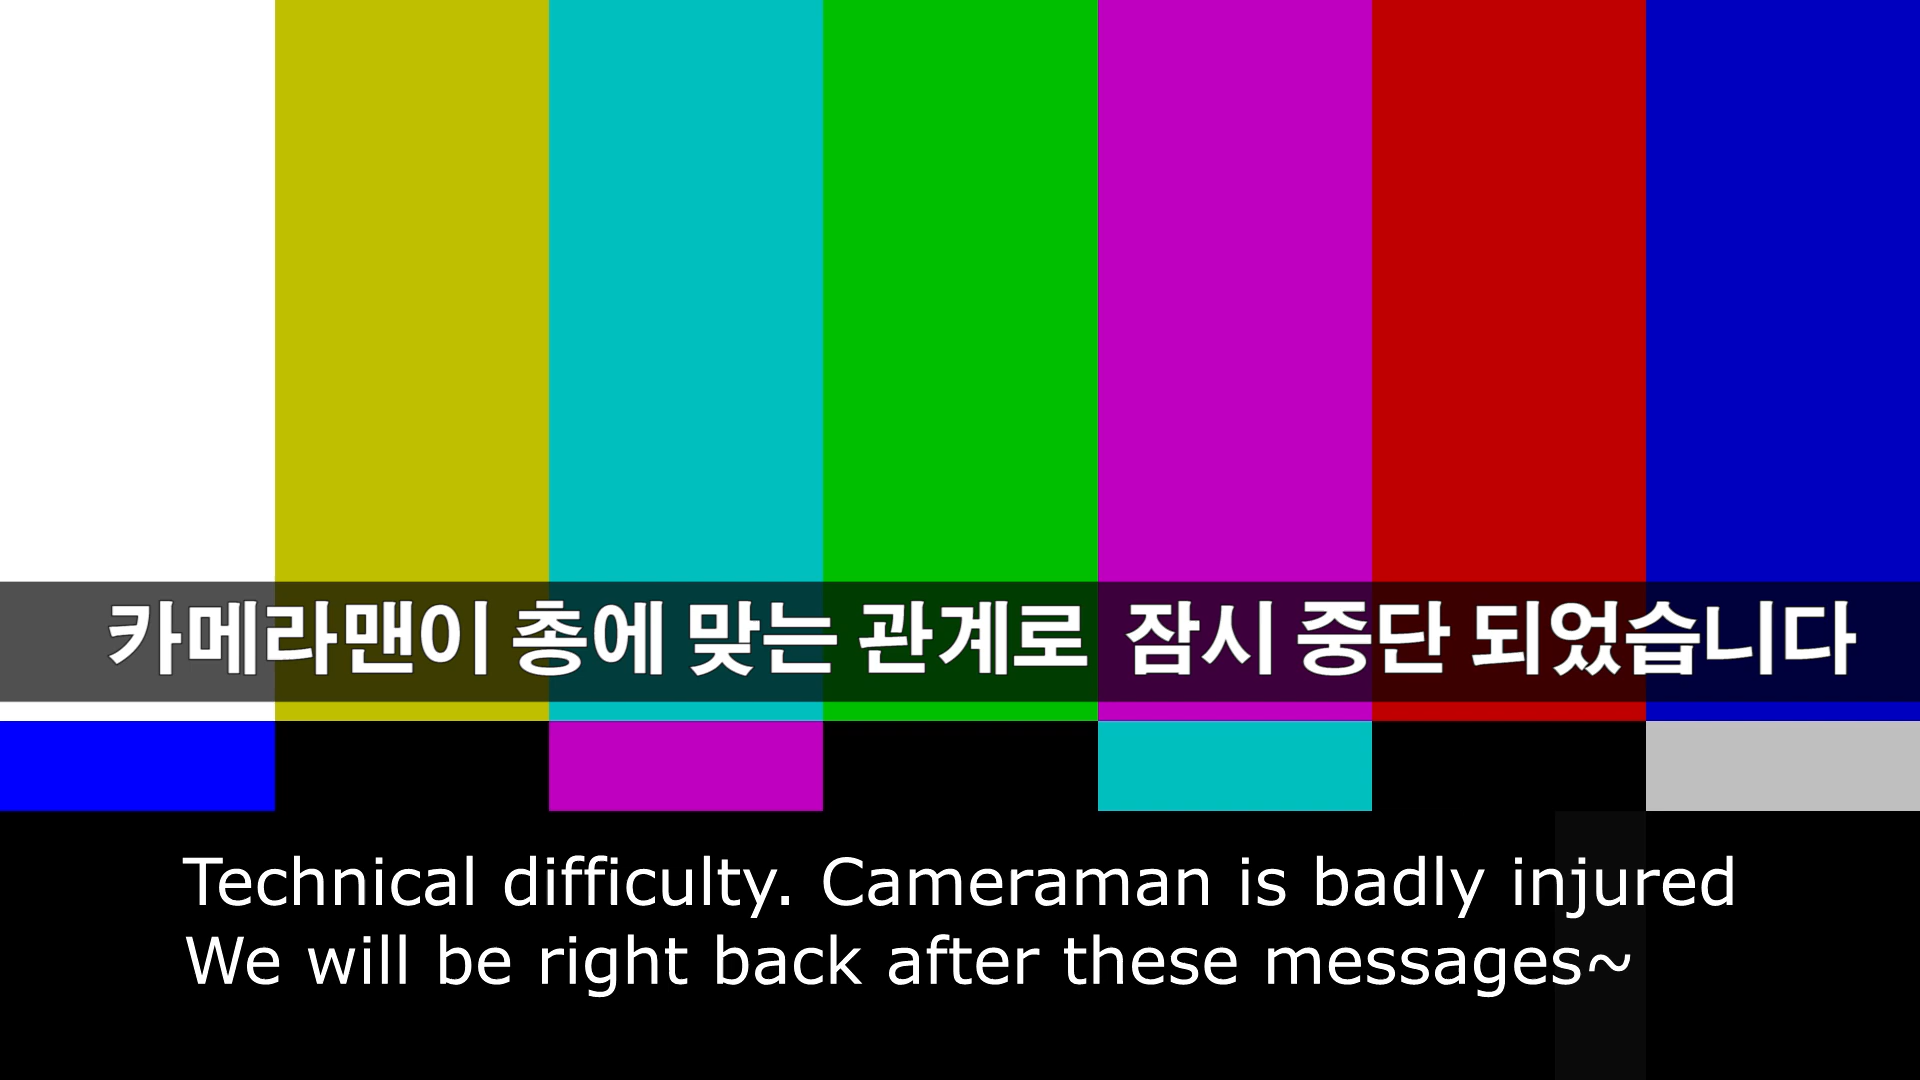 카메라맨이 총에 맞는 관계로 잠시 중단 되었습니다
Technical difficulty. Cameraman is badly injured
We will be right back after these messages~